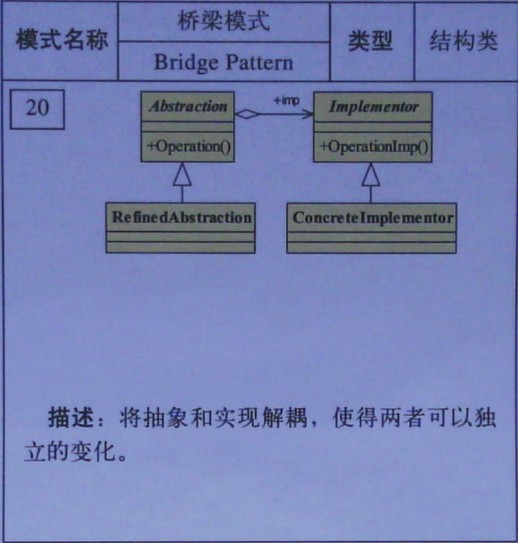 模式名称
桥梁模式
Bridge Pattern
类型
结构类
20
Abstraction
+Operation()
+imp
Implementor
+OperationImp()
RefinedAbstraction
ConcreteImplementor
描述：将抽象和实现解耦，使得两者可以独
立的变化。